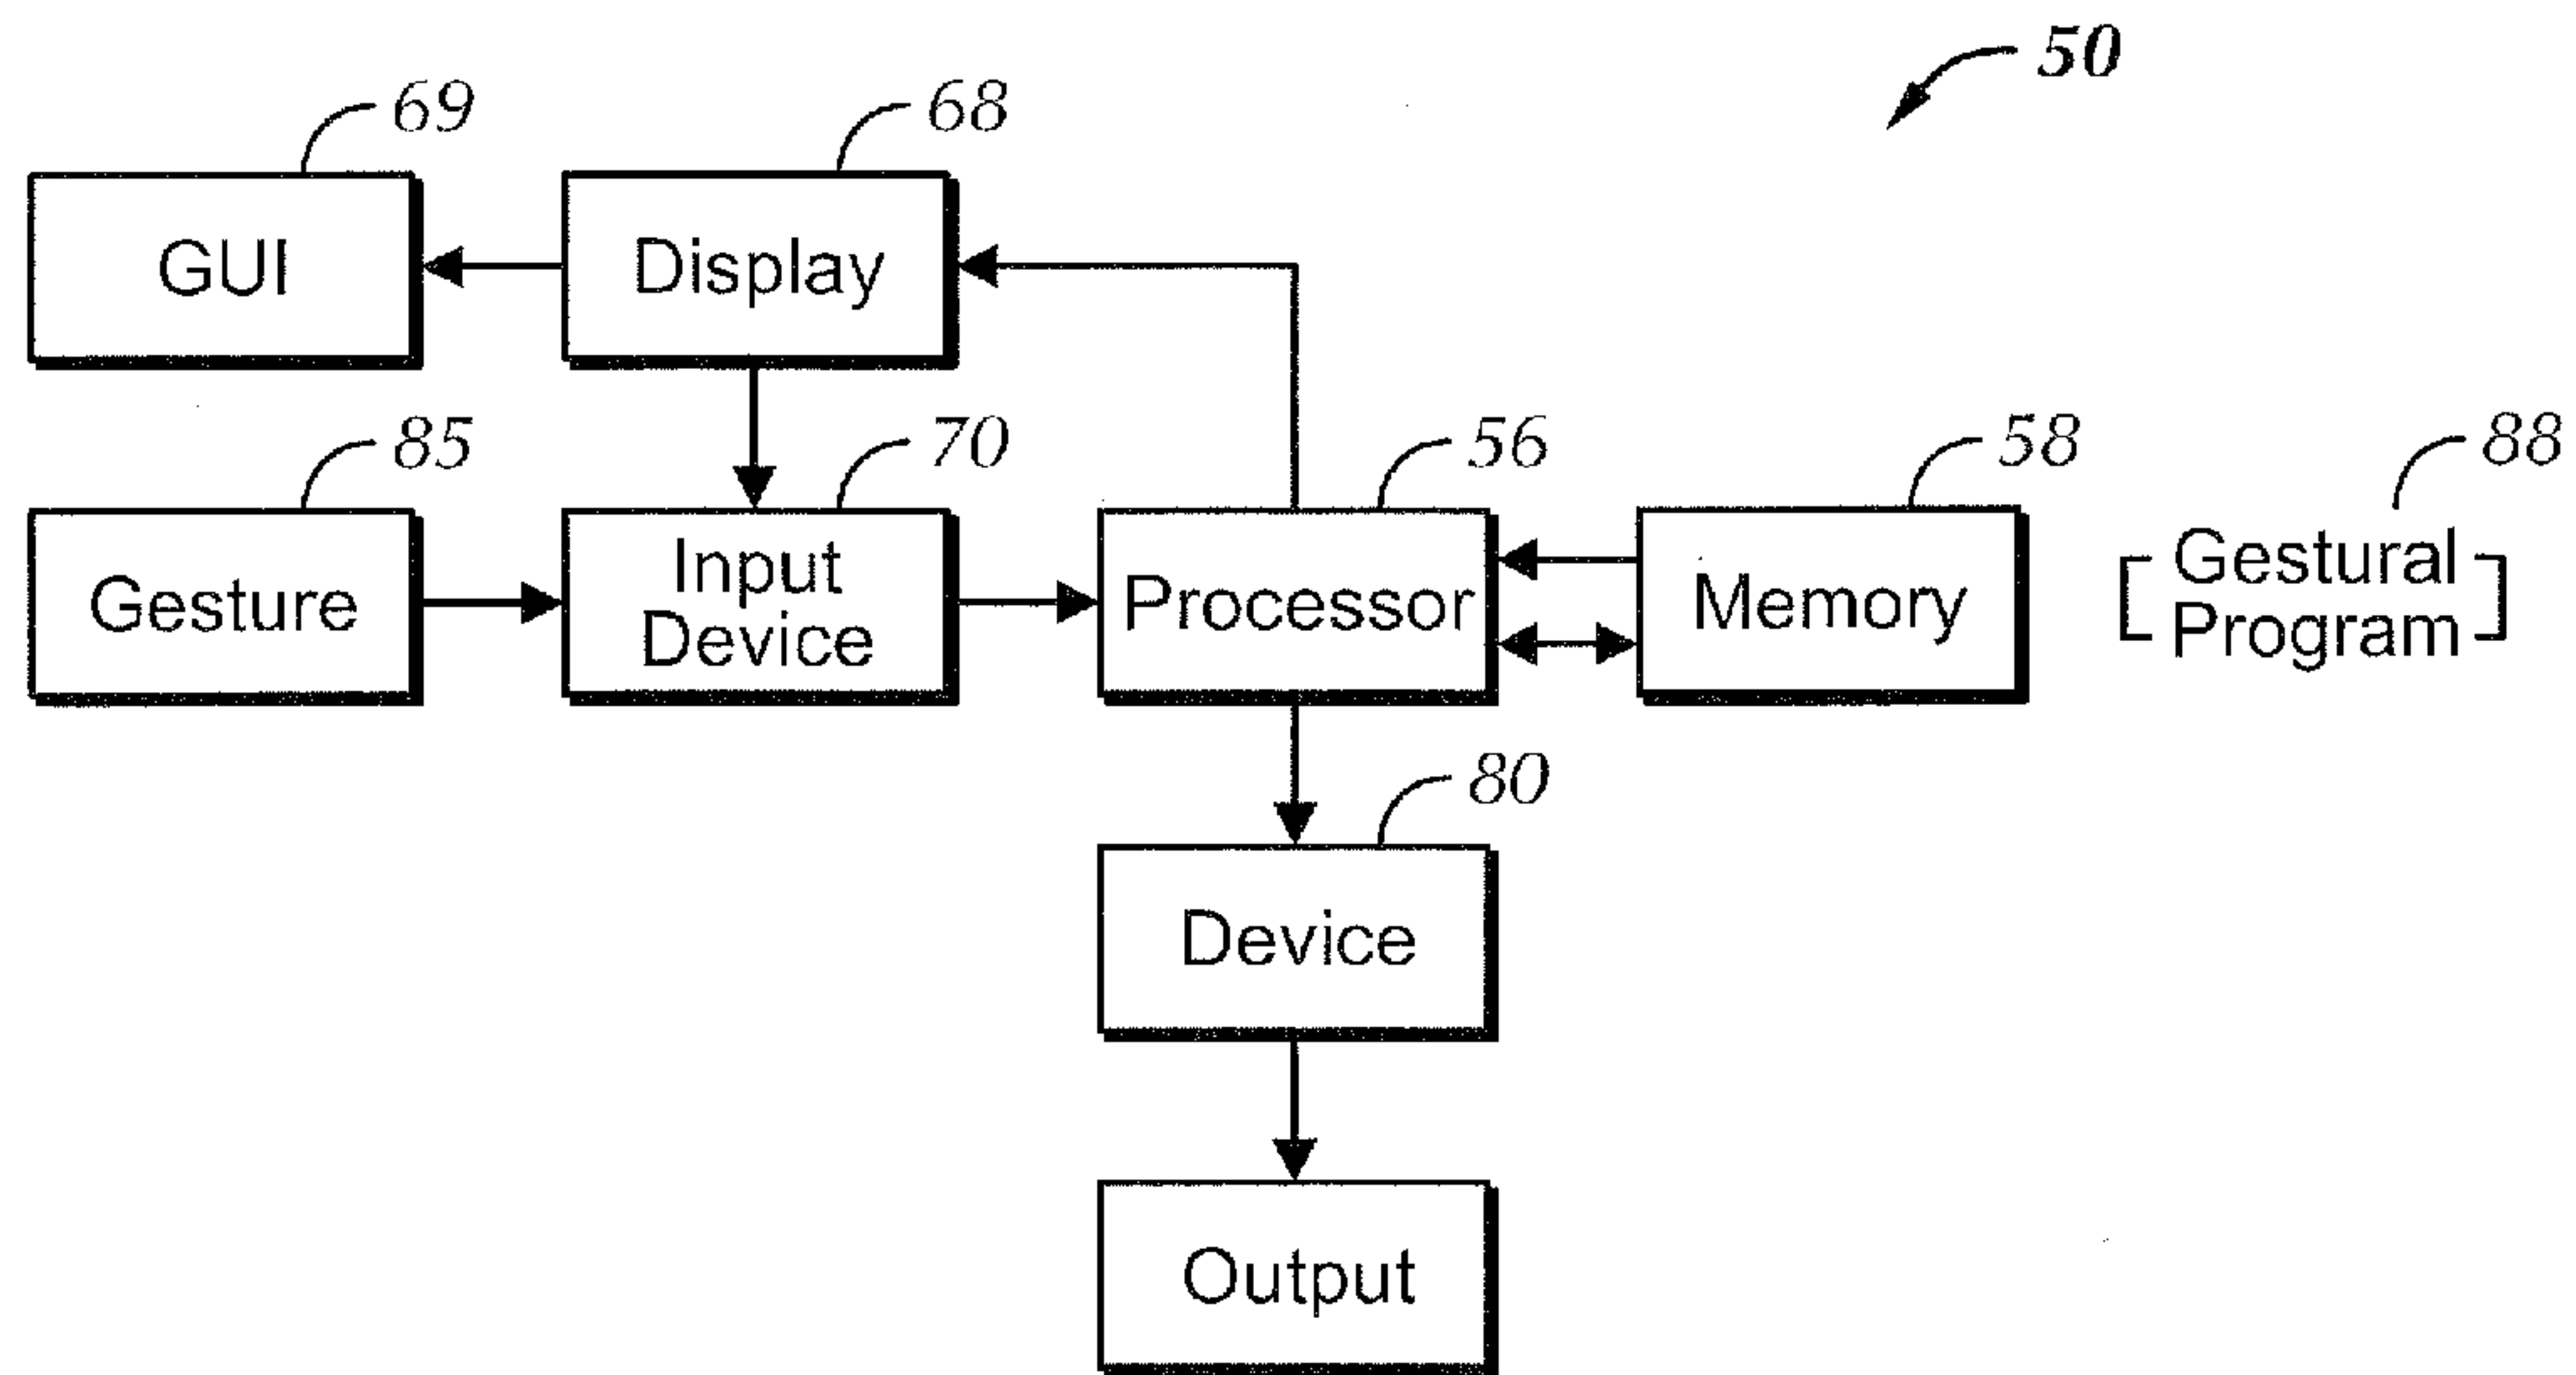 50
69
68
GUI
Display
85
70
56
58
88
Gesture
Input
Device
Processor
Memory
Gestural
Program
80
Device
Output